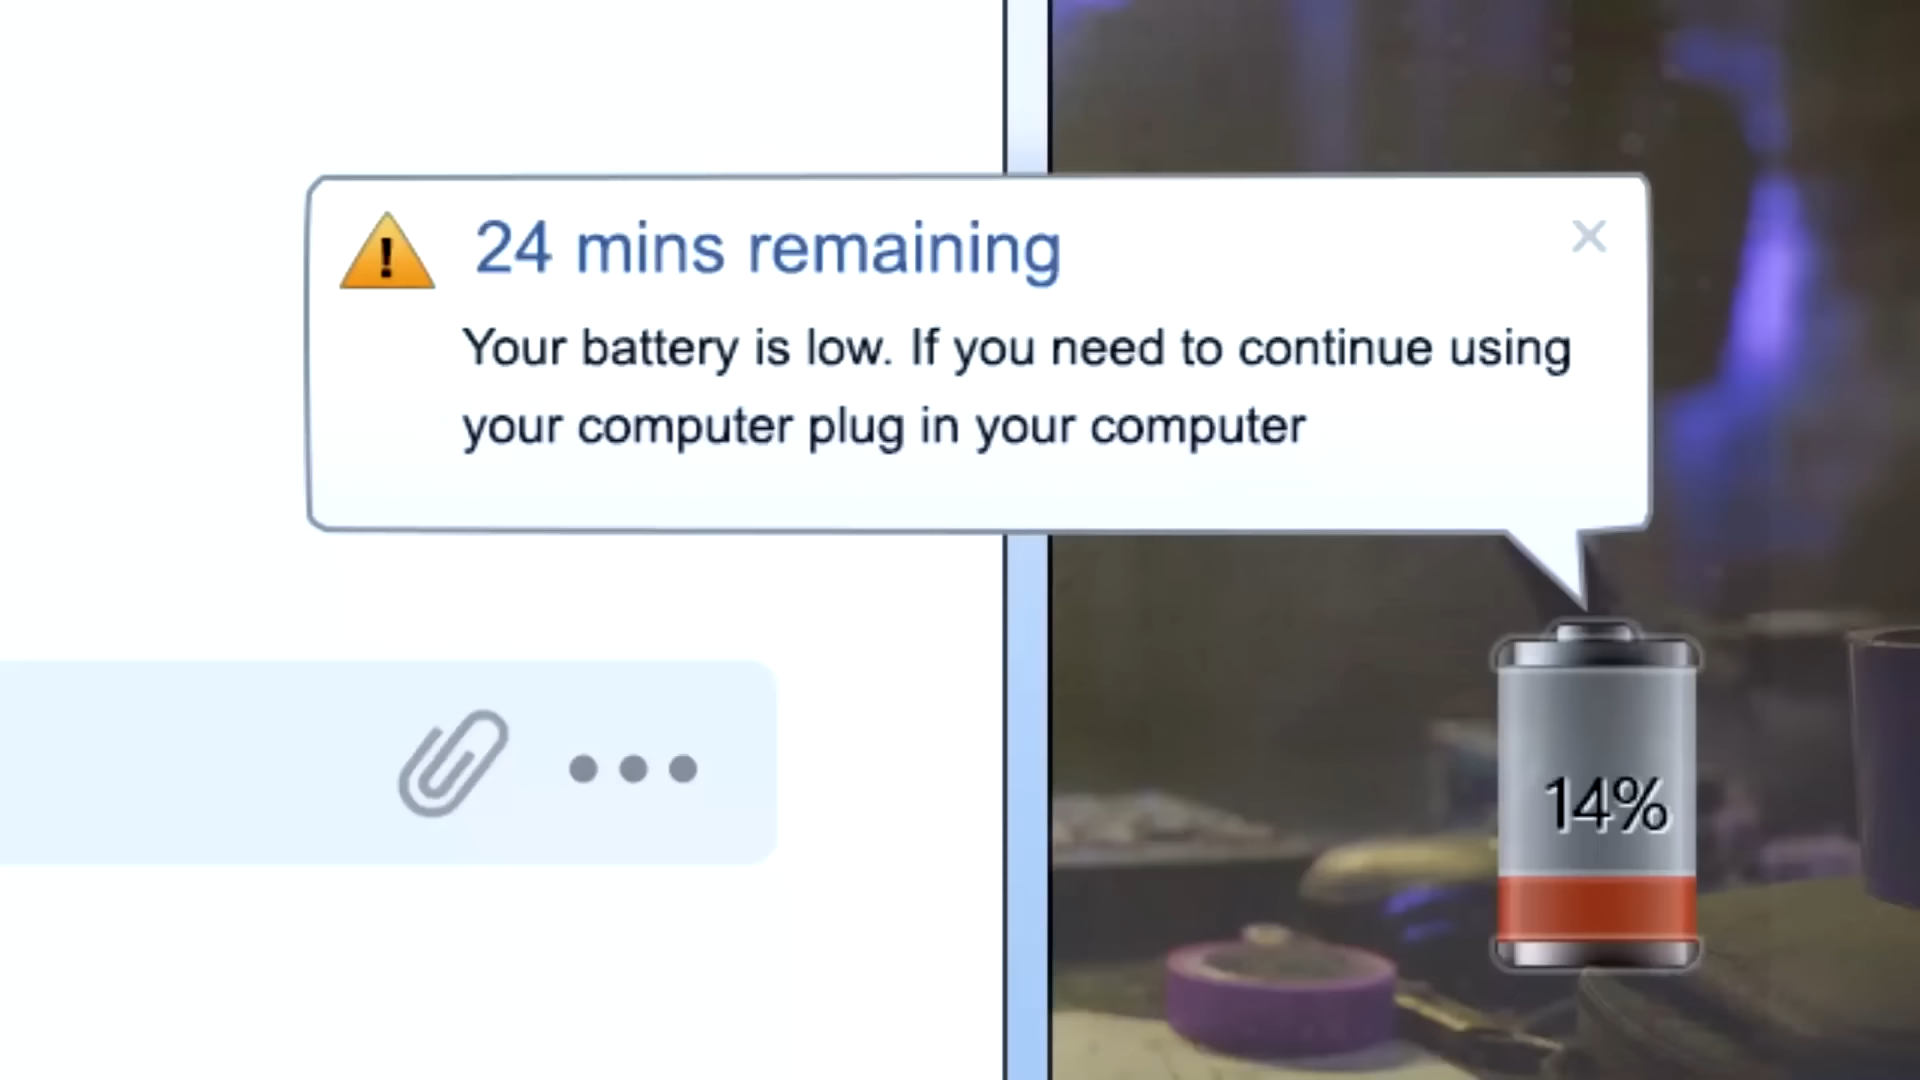 24 mins remaining
Your battery is low. If you need to continue using
your computer plug in your computer
14%